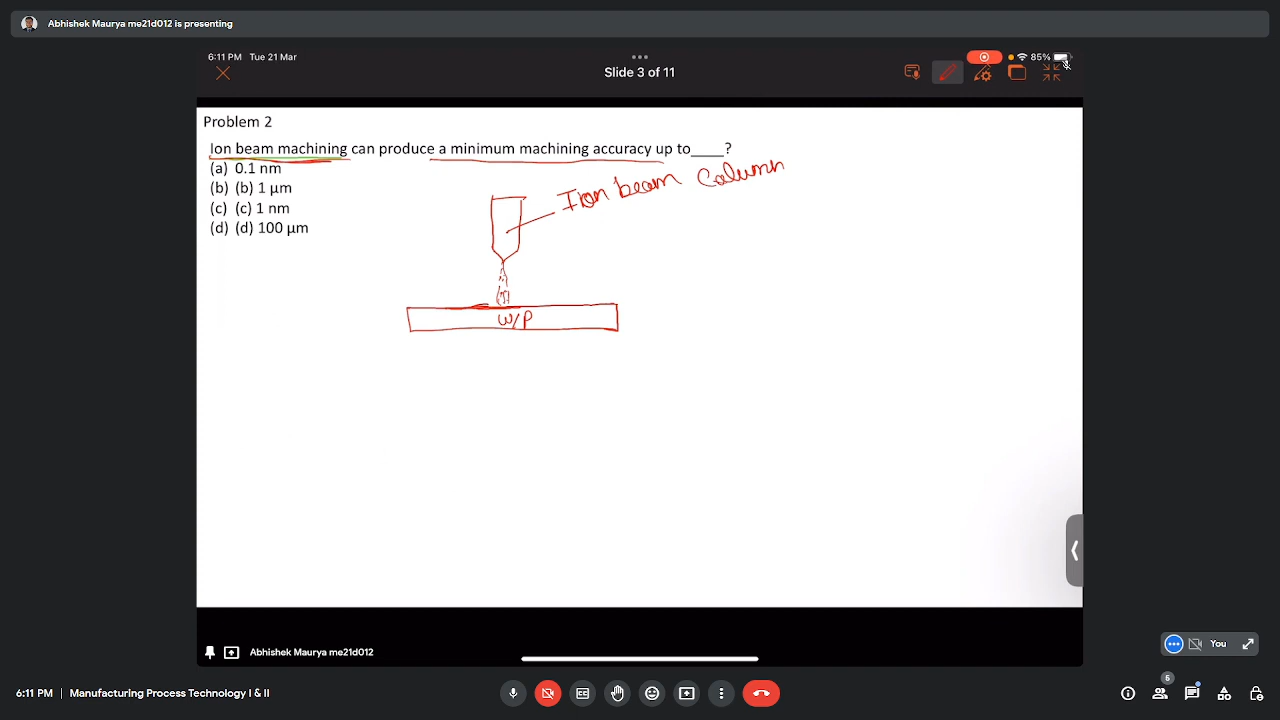 Abhishek Maurya me21d012 is presenting
6:11 PM Tue 21 Mar
85%
Slide 3 of 11
Problem 2
Ion beam machining can produce a minimum machining accuracy up to____?
(a) 0.1 nm
(b) (b) 1 µm
(c) (c) 1 nm
(d) (d) 100 µm
Ion beam column
W/P
Abhishek Maurya me21d012
You
6:11 PM | Manufacturing Process Technology I & II
6